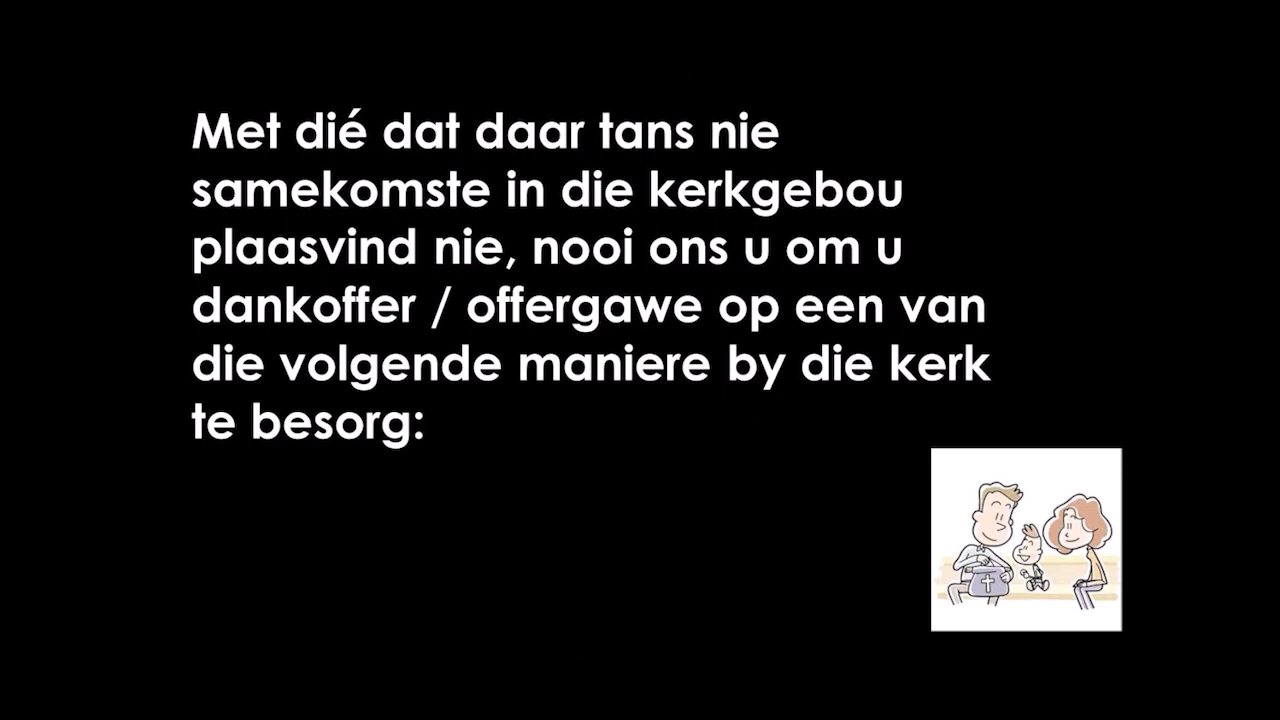 Met dié dat daar tans nie
samekomste in die kerkgebou
plaasvind nie, nooi ons u om u
dankoffer / offergawe op een van
die volgende maniere by die kerk
te besorg: